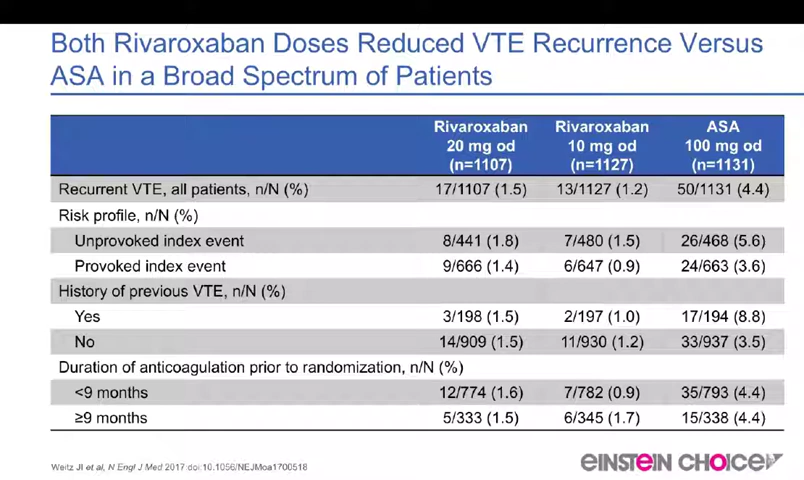 Both Rivaroxaban Doses Reduced VTE Recurrence Versus
ASA in a Broad Spectrum of Patients
Rivaroxaban 20 mg od (n=1107) Rivaroxaban 10 mg od (n=1127) ASA 100 mg od (n=1131)
Recurrent VTE, all patients, n/N (%) 17/1107 (1.5) 13/1127 (1.2) 50/1131 (4.4)
Risk profile, n/N (%)
Unprovoked index event 8/441 (1.8) 7/480 (1.5) 26/468 (5.6)
Provoked index event 9/666 (1.4) 6/647 (0.9) 24/663 (3.6)
History of previous VTE, n/N (%)
Yes 3/198 (1.5) 2/197 (1.0) 17/194 (8.8)
No 14/909 (1.5) 11/930 (1.2) 33/937 (3.5)
Duration of anticoagulation prior to randomization, n/N (%)
<9 months 12/774 (1.6) 7/782 (0.9) 35/793 (4.4)
≥9 months 5/333 (1.5) 6/345 (1.7) 15/338 (4.4)
Weitz JI et al, N Engl J Med 2017 doi:10.1056/NEJMoa1700518
EINSTEIN CHOICE